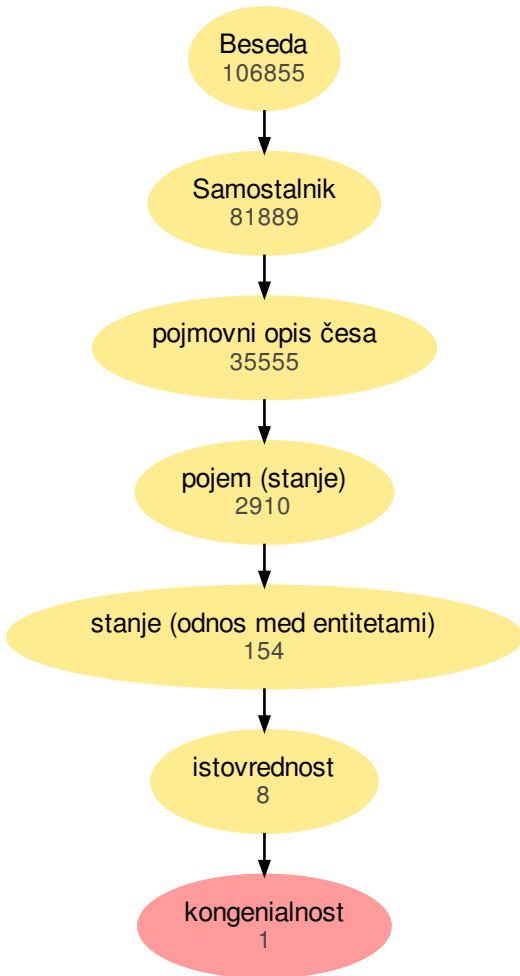 Beseda
106855
Samostalnik
81889
pojmovni opis česa
35555
pojem (stanje)
2910
stanje (odnos med entitetami)
154
istovrednost
8
kongenialnost
1